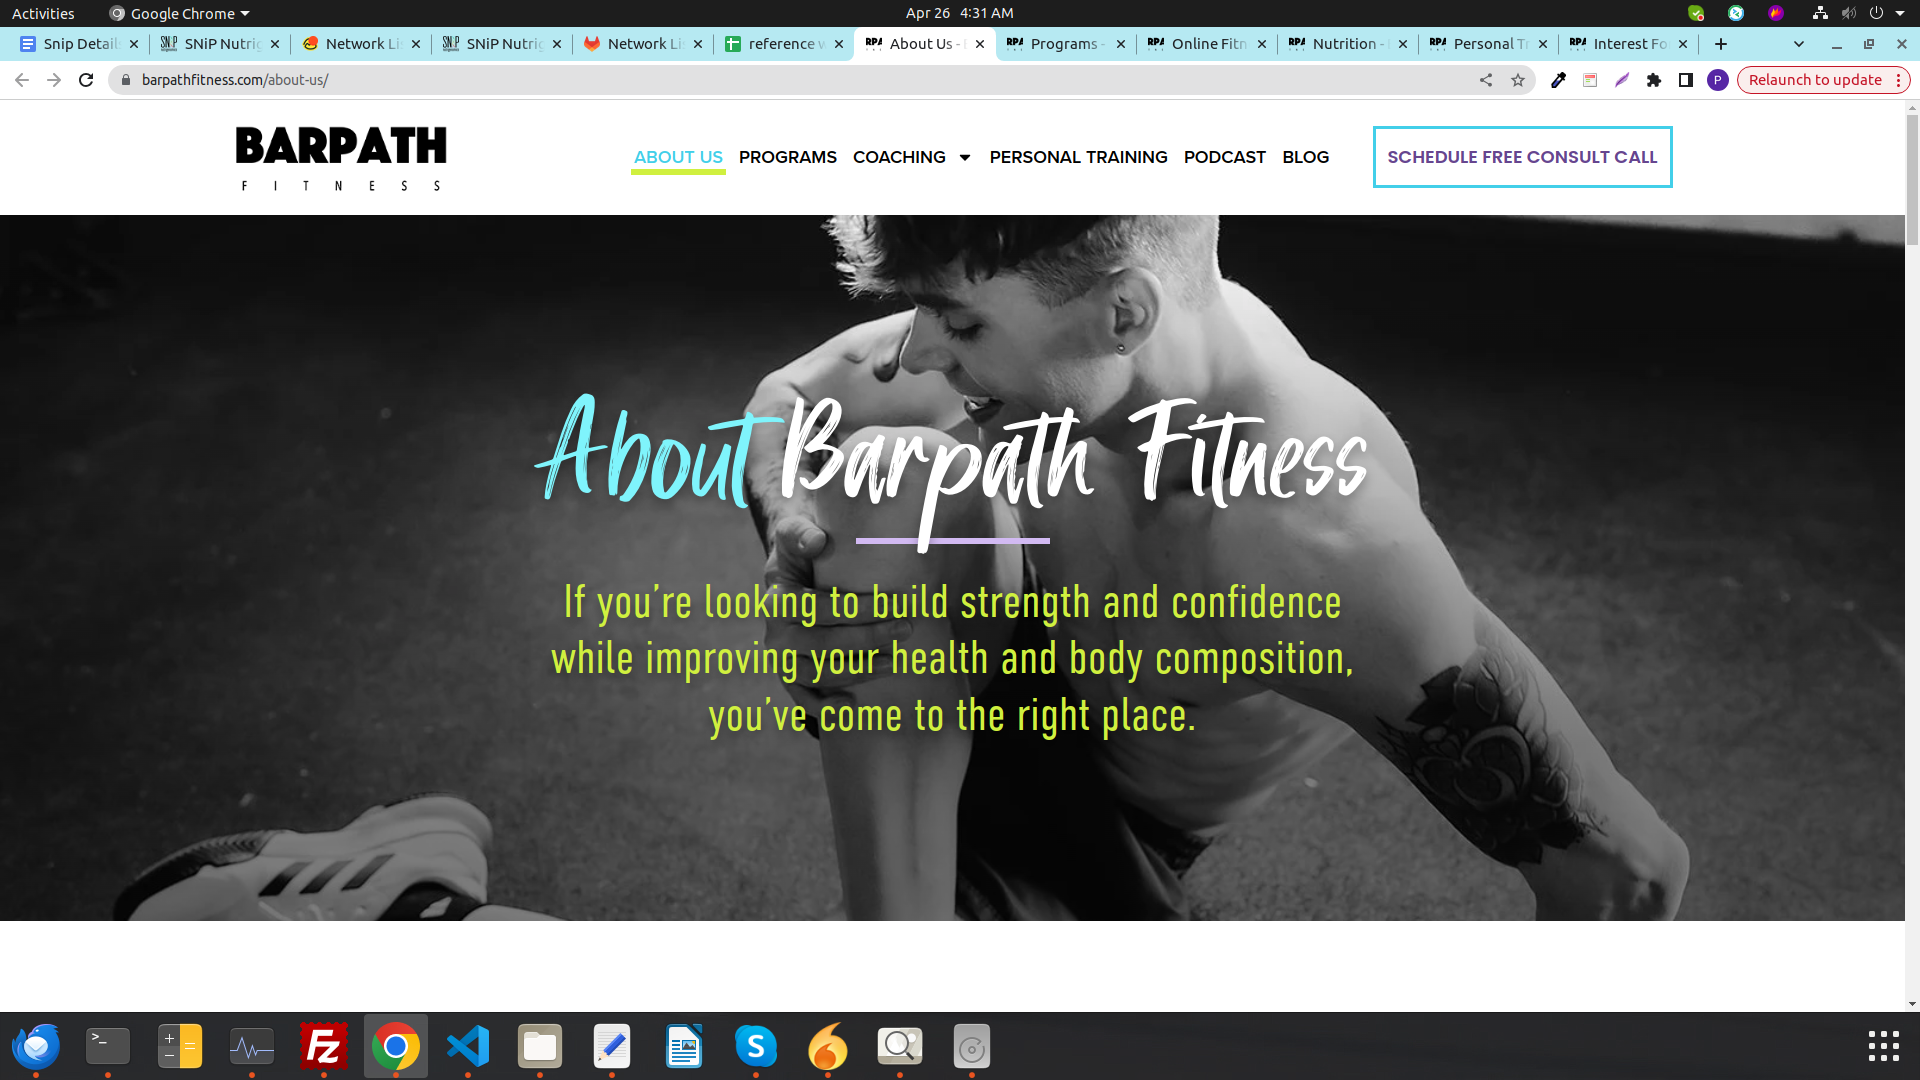 Activities
Google Chrome
Apr 26 4:31 AM
Snip Detail
SNiP Nutrig
Network Li
SNiP Nutrig
Network Li
reference w
About Us -
Programs -
Online Fitn
Nutrition -
Personal Tr
Interest Fo
barpathfitness.com/about-us/
P
Relaunch to update
BARPATH
FITNESS
ABOUT US
PROGRAMS
COACHING
PERSONAL TRAINING
PODCAST
BLOG
SCHEDULE FREE CONSULT CALL
About Barpath Fitness
If you’re looking to build strength and confidence
while improving your health and body composition,
you’ve come to the right place.